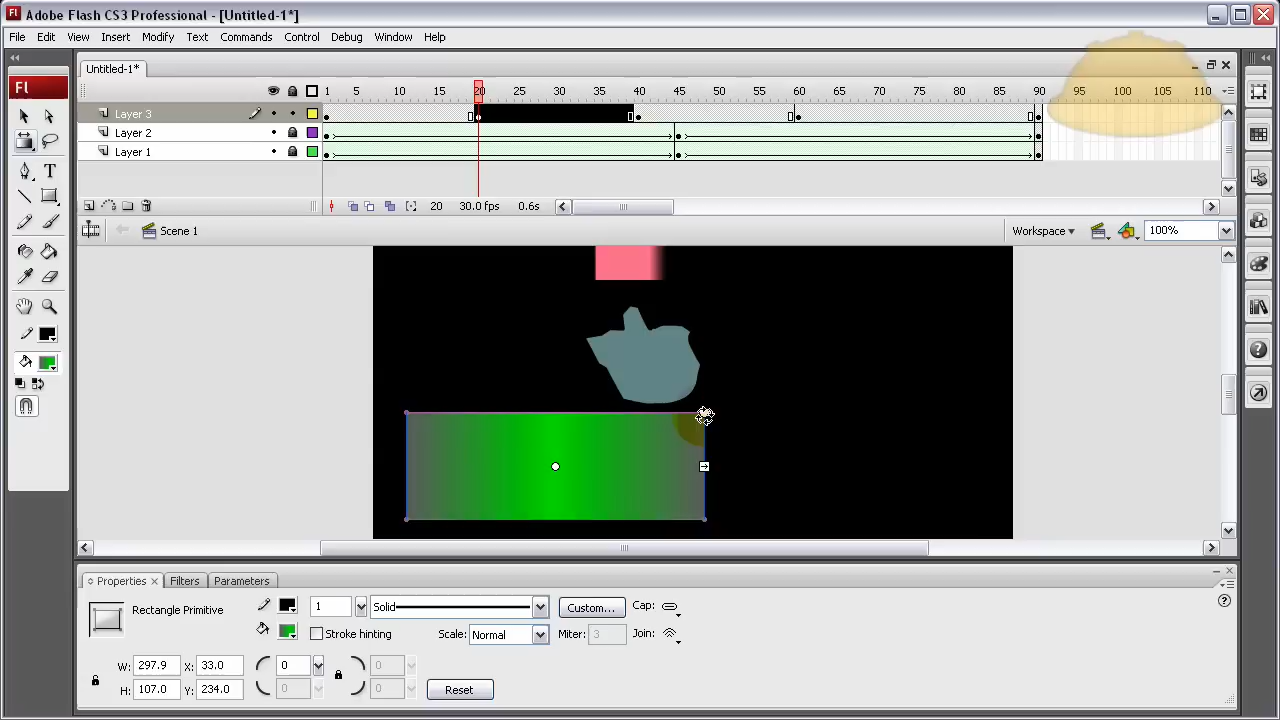 Fl Adobe Flash CS3 Professional - [Untitled-1*]
File Edit View Insert Modify Text Commands Control Debug Window Help
Untitled-1*
Fl
1 5 10 15 20 25 30 35 40 45 50 55 60 65 70 75 80 85 90 95 100 105 110
Layer 3
Layer 2
Layer 1
20 30.0 fps 0.6s
Scene 1 Workspace 100%
Properties × Filters Parameters
Rectangle Primitive 1 Solid Custom... Cap:
Stroke hinting Scale: Normal Miter: 3 Join:
W: 297.9 X: 33.0 0 0
H: 107.0 Y: 234.0 0 0 Reset